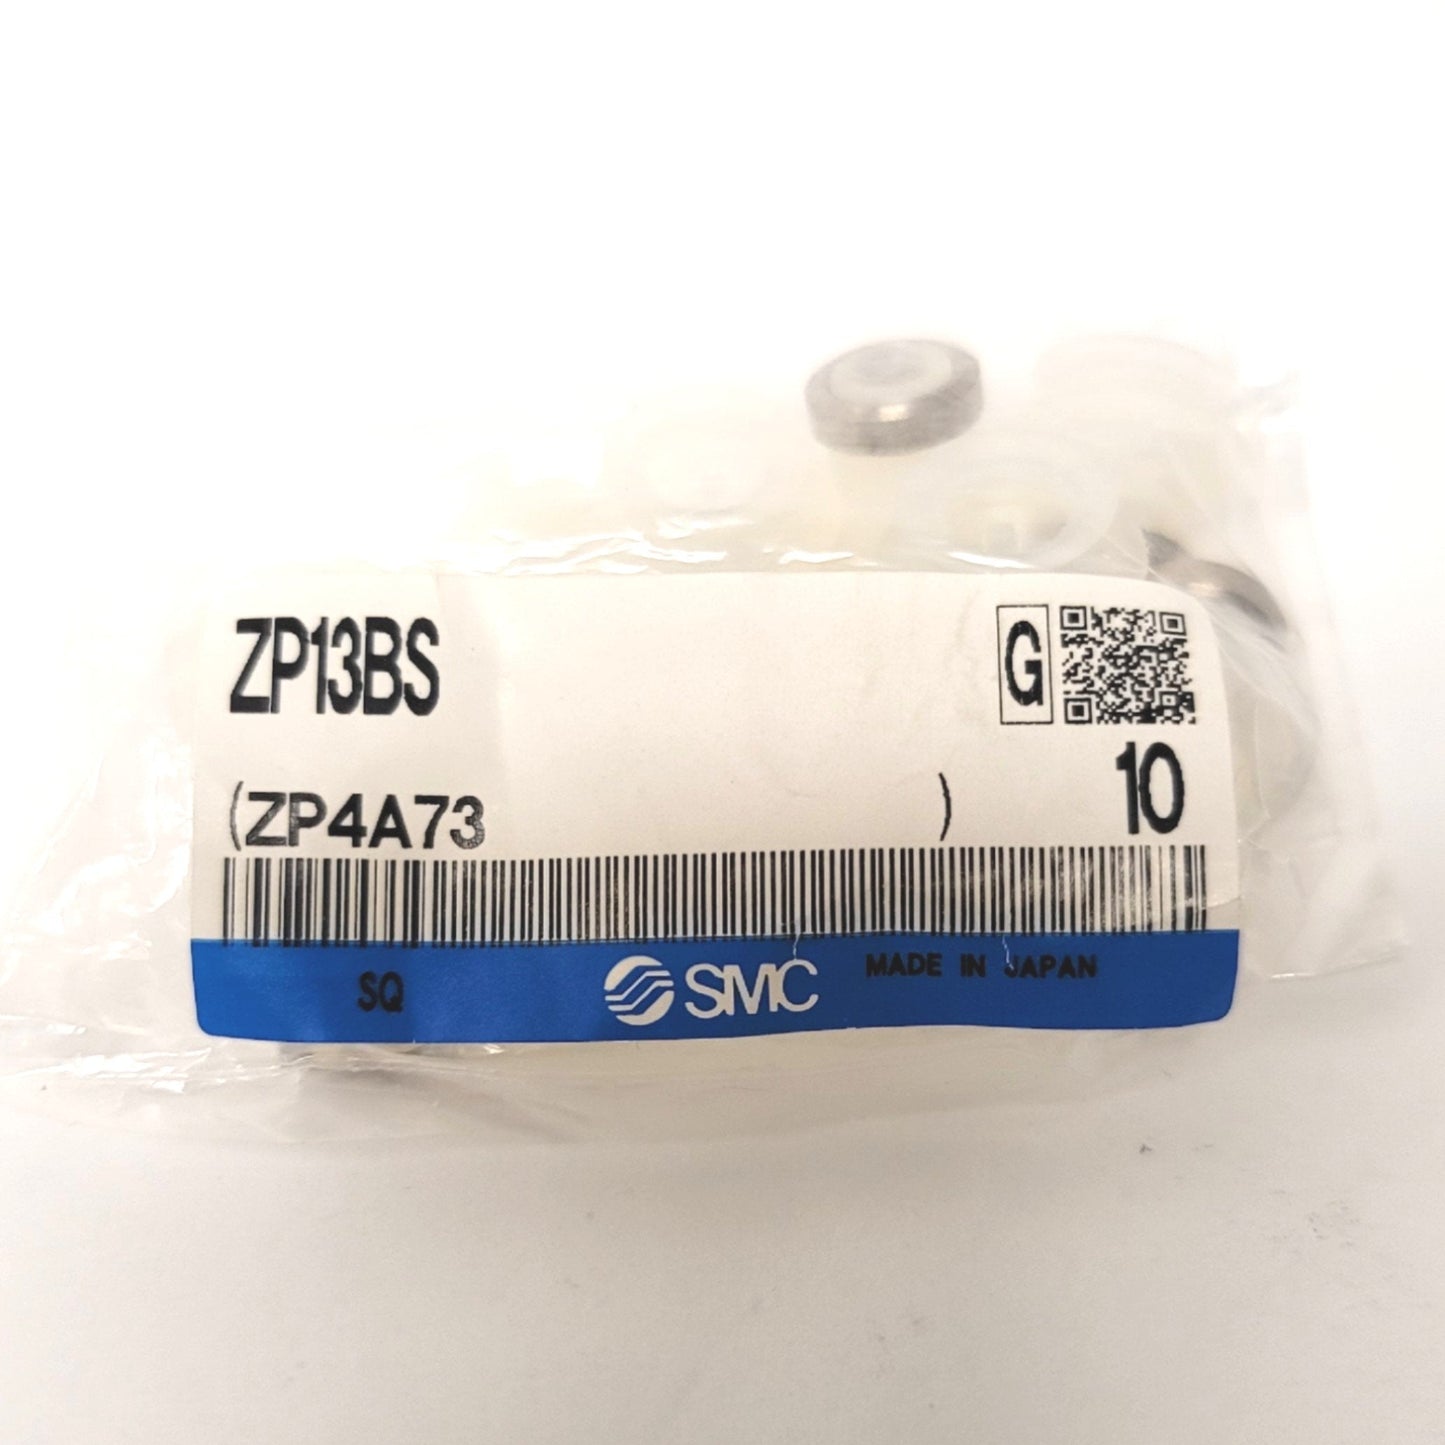 ZP13BS
G
(ZP4A73 )
10
SQ
SMC
MADE IN JAPAN